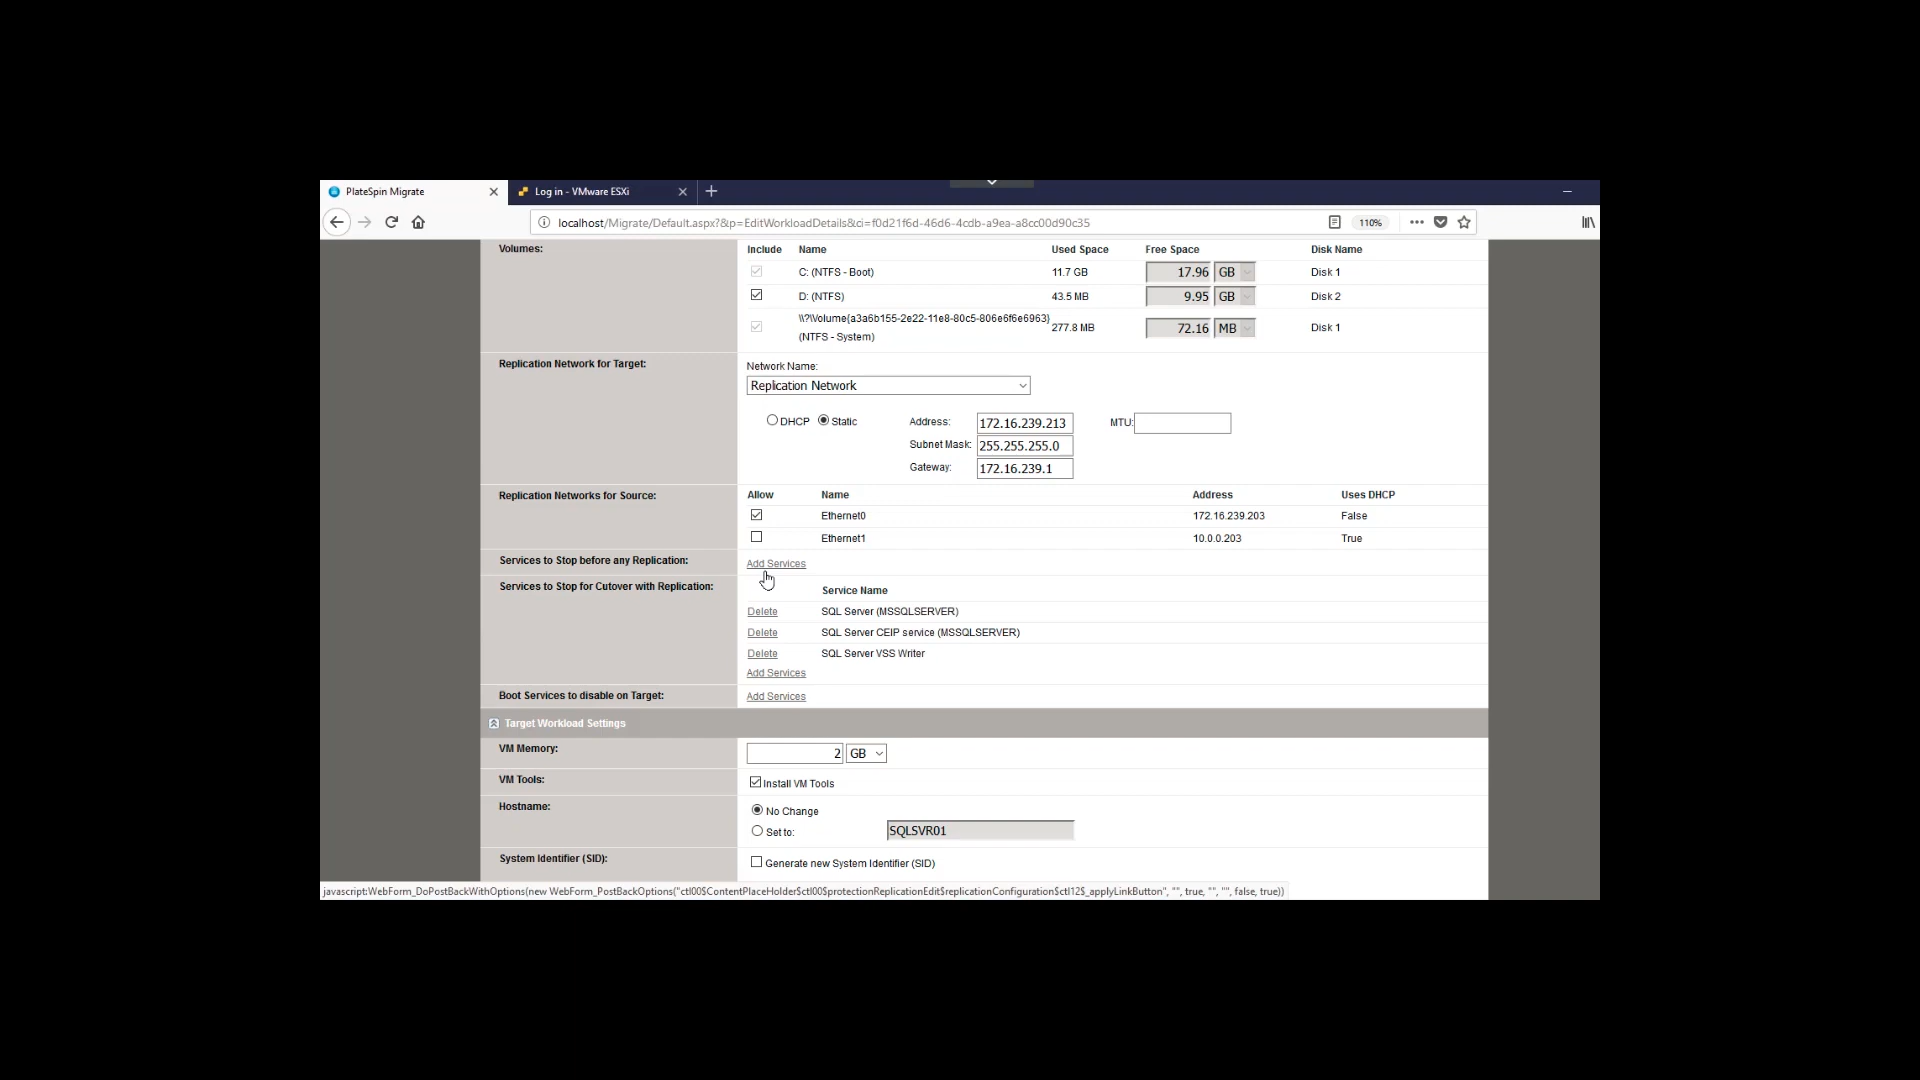 PlateSpin Migrate
Log in - VMware ESXi
localhost/Migrate/Default.aspx?&p=EditWorkloadDetails&ci=f0d21f6d-46d6-4cdb-a9ea-a8cc00d90c35
110%
Volumes:
Include Name Used Space Free Space Disk Name
C: (NTFS - Boot) 11.7 GB 17.96 GB Disk 1
D: (NTFS) 43.5 MB 9.95 GB Disk 2
\\?\Volume{a3a6b155-2e22-11e8-80c5-806e6f6e6963}
(NTFS - System) 277.8 MB 72.16 MB Disk 1
Replication Network for Target:
Network Name:
Replication Network
DHCP Static Address: 172.16.239.213 MTU:
Subnet Mask: 255.255.255.0
Gateway: 172.16.239.1
Replication Networks for Source:
Allow Name Address Uses DHCP
Ethernet0 172.16.239.203 False
Ethernet1 10.0.0.203 True
Services to Stop before any Replication: Add Services
Services to Stop for Cutover with Replication:
Service Name
Delete SQL Server (MSSQLSERVER)
Delete SQL Server CEIP service (MSSQLSERVER)
Delete SQL Server VSS Writer
Add Services
Boot Services to disable on Target: Add Services
Target Workload Settings
VM Memory: 2 GB
VM Tools: Install VM Tools
Hostname: No Change
Set to: SQLSVR01
System Identifier (SID): Generate new System Identifier (SID)
javascript:WebForm_DoPostBackWithOptions(new WebForm_PostBackOptions("ctl00$ContentPlaceHolder$ctl00$protectionReplicationEdit$replicationConfiguration$ctl12$_applyLinkButton", "", true, "", "", false, true))